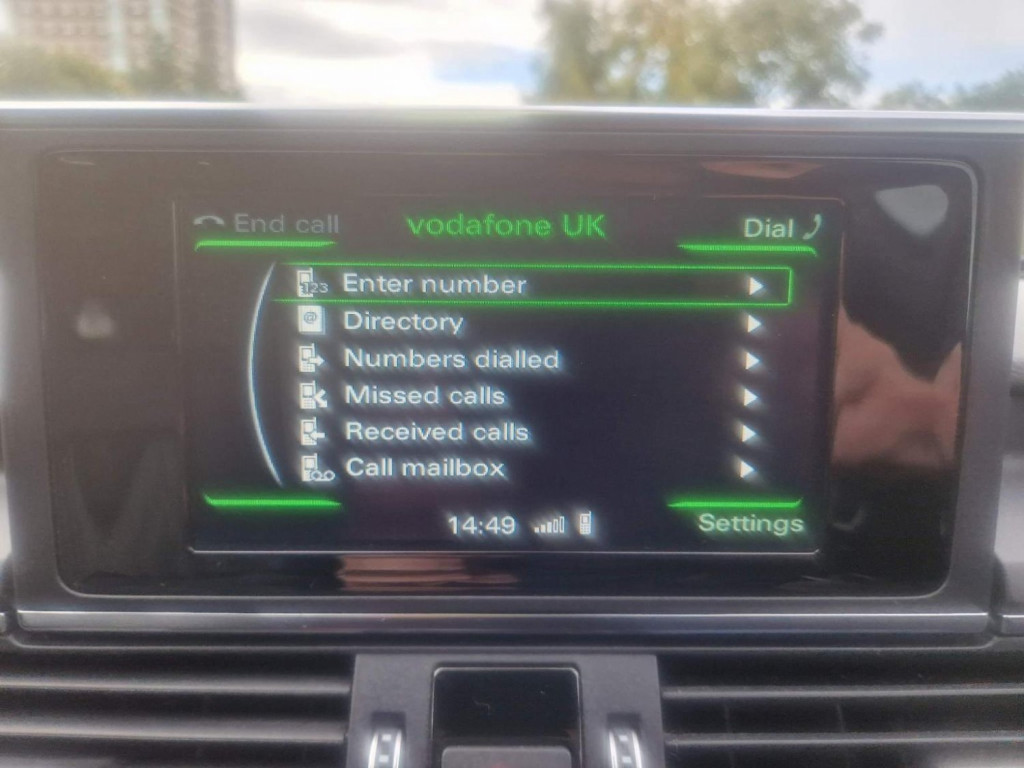 End call vodafone UK Dial
123 Enter number
@ Directory
Numbers dialled
Missed calls
Received calls
Call mailbox
14:49 Settings